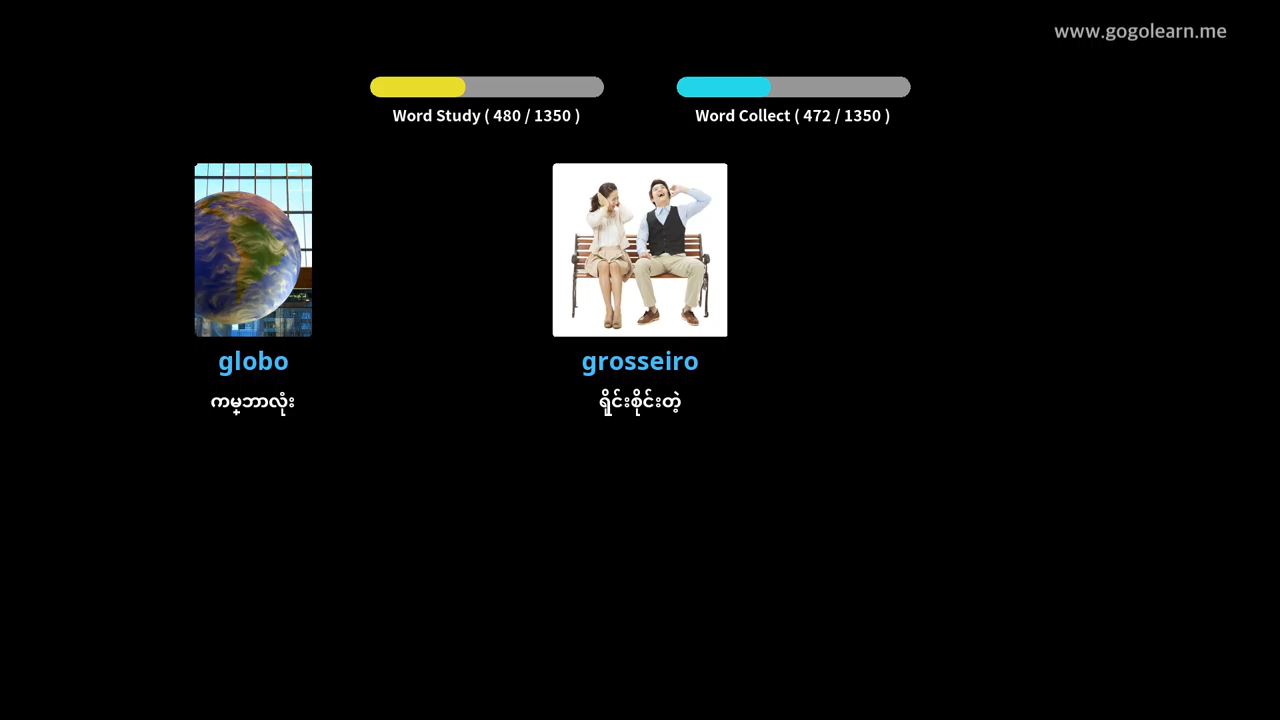 www.gogolearn.me
Word Study ( 480 / 1350 )
Word Collect ( 472 / 1350 )
globo
ကမ္ဘာလုံး
grosseiro
ရိုင်းစိုင်းတဲ့